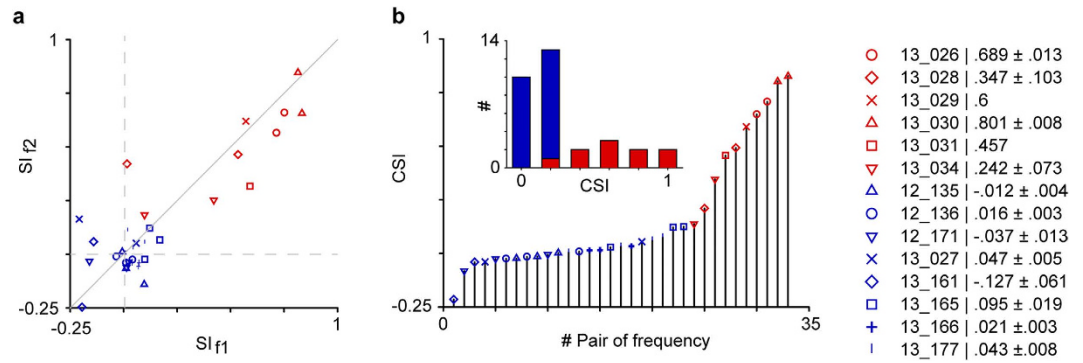 a
1
SI f2
-0.25
-0.25
1
SI f1
b
1
CSI
-0.25
0
35
# Pair of frequency
14
#
0
0
1
CSI
13_026 | .689 ± .013
13_028 | .347 ± .103
13_029 | .6
13_030 | .801 ± .008
13_031 | .457
13_034 | .242 ± .073
12_135 | -.012 ± .004
12_136 | .016 ± .003
12_171 | -.037 ± .013
13_027 | .047 ± .005
13_161 | -.127 ± .061
13_165 | .095 ± .019
13_166 | .021 ±.003
13_177 | .043 ±.008